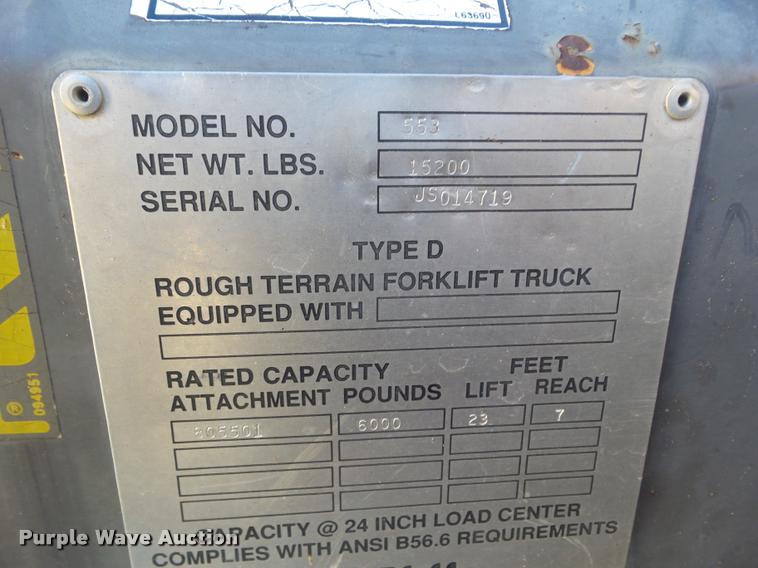 L63690
MODEL NO. 553
NET WT. LBS. 15200
SERIAL NO. JS014719
TYPE D
ROUGH TERRAIN FORKLIFT TRUCK
EQUIPPED WITH
RATED CAPACITY FEET
ATTACHMENT POUNDS LIFT REACH
805501 6000 23 7
CAPACITY @ 24 INCH LOAD CENTER
COMPLIES WITH ANSI B56.6 REQUIREMENTS
® 094951
Purple Wave Auction